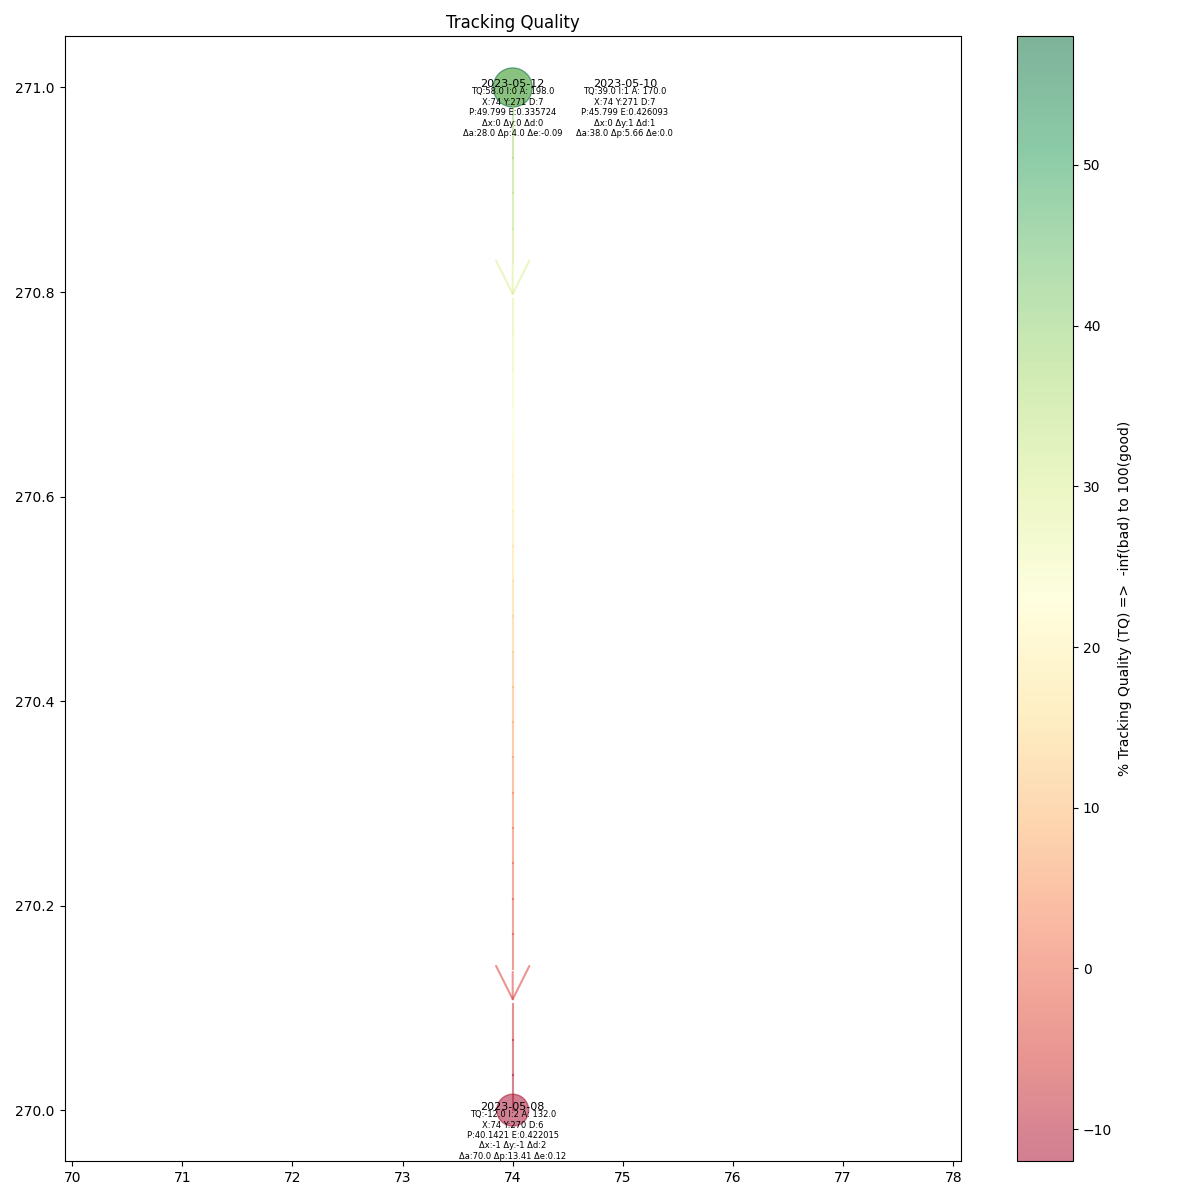 Tracking Quality
271.0
270.8
270.6
270.4
270.2
270.0
2023-05-12
TQ:58.0 I:0 A: 198.0
X:74 Y:271 D:7
P:49.799 E:0.335724
Δx:0 Δy:0 Δd:0
Δa:28.0 Δp:4.0 Δe:-0.09
2023-05-10
TQ:39.0 I:1 A: 170.0
X:74 Y:271 D:7
P:45.799 E:0.426093
Δx:0 Δy:1 Δd:1
Δa:38.0 Δp:5.66 Δe:0.0
2023-05-08
TQ:-12.0 I:2 A: 132.0
X:74 Y:270 D:6
P:40.1421 E:0.422015
Δx:-1 Δy:-1 Δd:2
Δa:70.0 Δp:13.41 Δe:0.12
70 71 72 73 74 75 76 77 78
50
40
30
20
10
0
−10
% Tracking Quality (TQ) =>  -inf(bad) to 100(good)